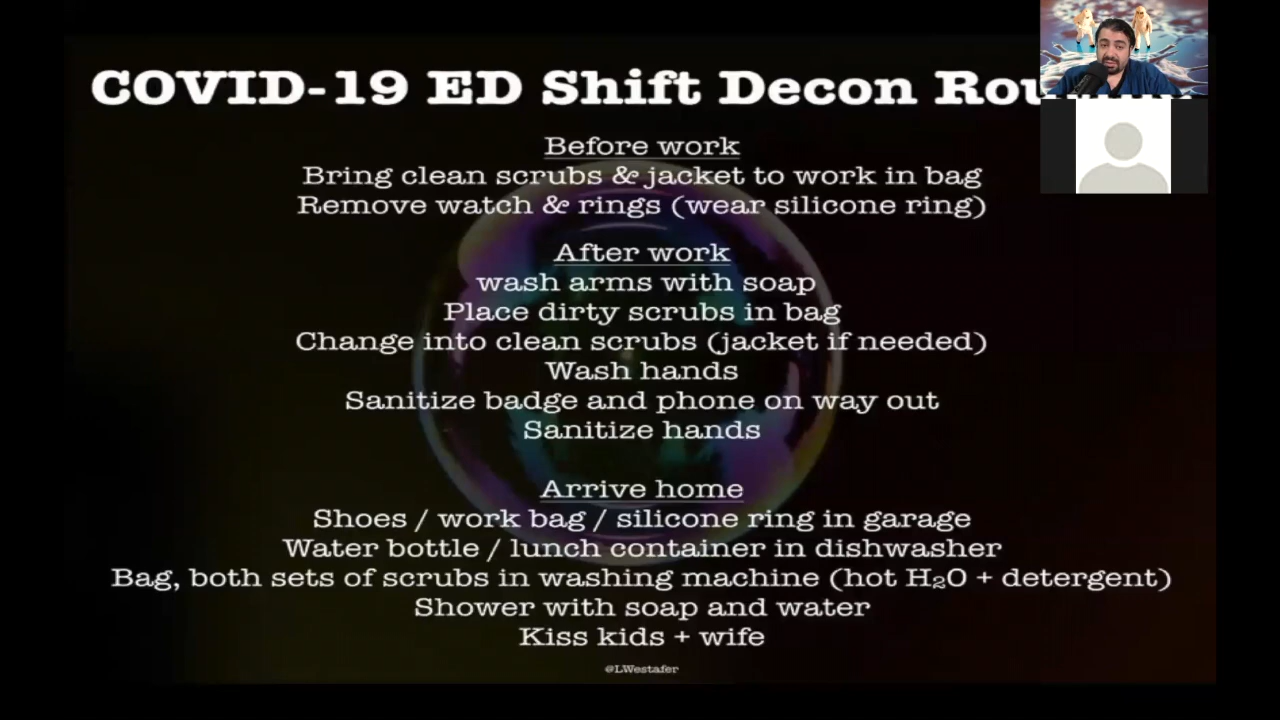 COVID-19 ED Shift Decon
Before work
Bring clean scrubs & jacket to work in bag
Remove watch & rings (wear silicone ring)
After work
wash arms with soap
Place dirty scrubs in bag
Change into clean scrubs (jacket if needed)
Wash hands
Sanitize badge and phone on way out
Sanitize hands
Arrive home
Shoes / work bag / silicone ring in garage
Water bottle / lunch container in dishwasher
Bag, both sets of scrubs in washing machine (hot H₂O + detergent)
Shower with soap and water
Kiss kids + wife
@LWestafer